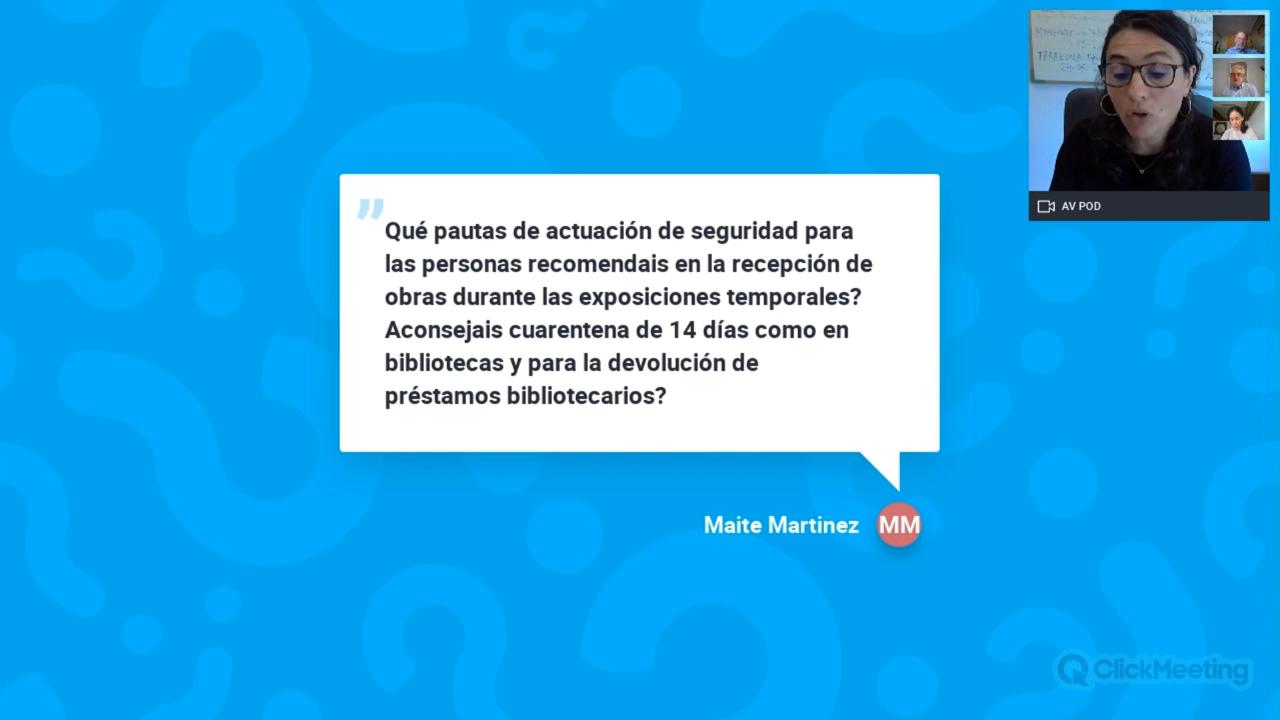 Qué pautas de actuación de seguridad para
las personas recomendais en la recepción de
obras durante las exposiciones temporales?
Aconsejais cuarentena de 14 días como en
bibliotecas y para la devolución de
préstamos bibliotecarios?
Maite Martinez
MM
AV POD
ClickMeeting